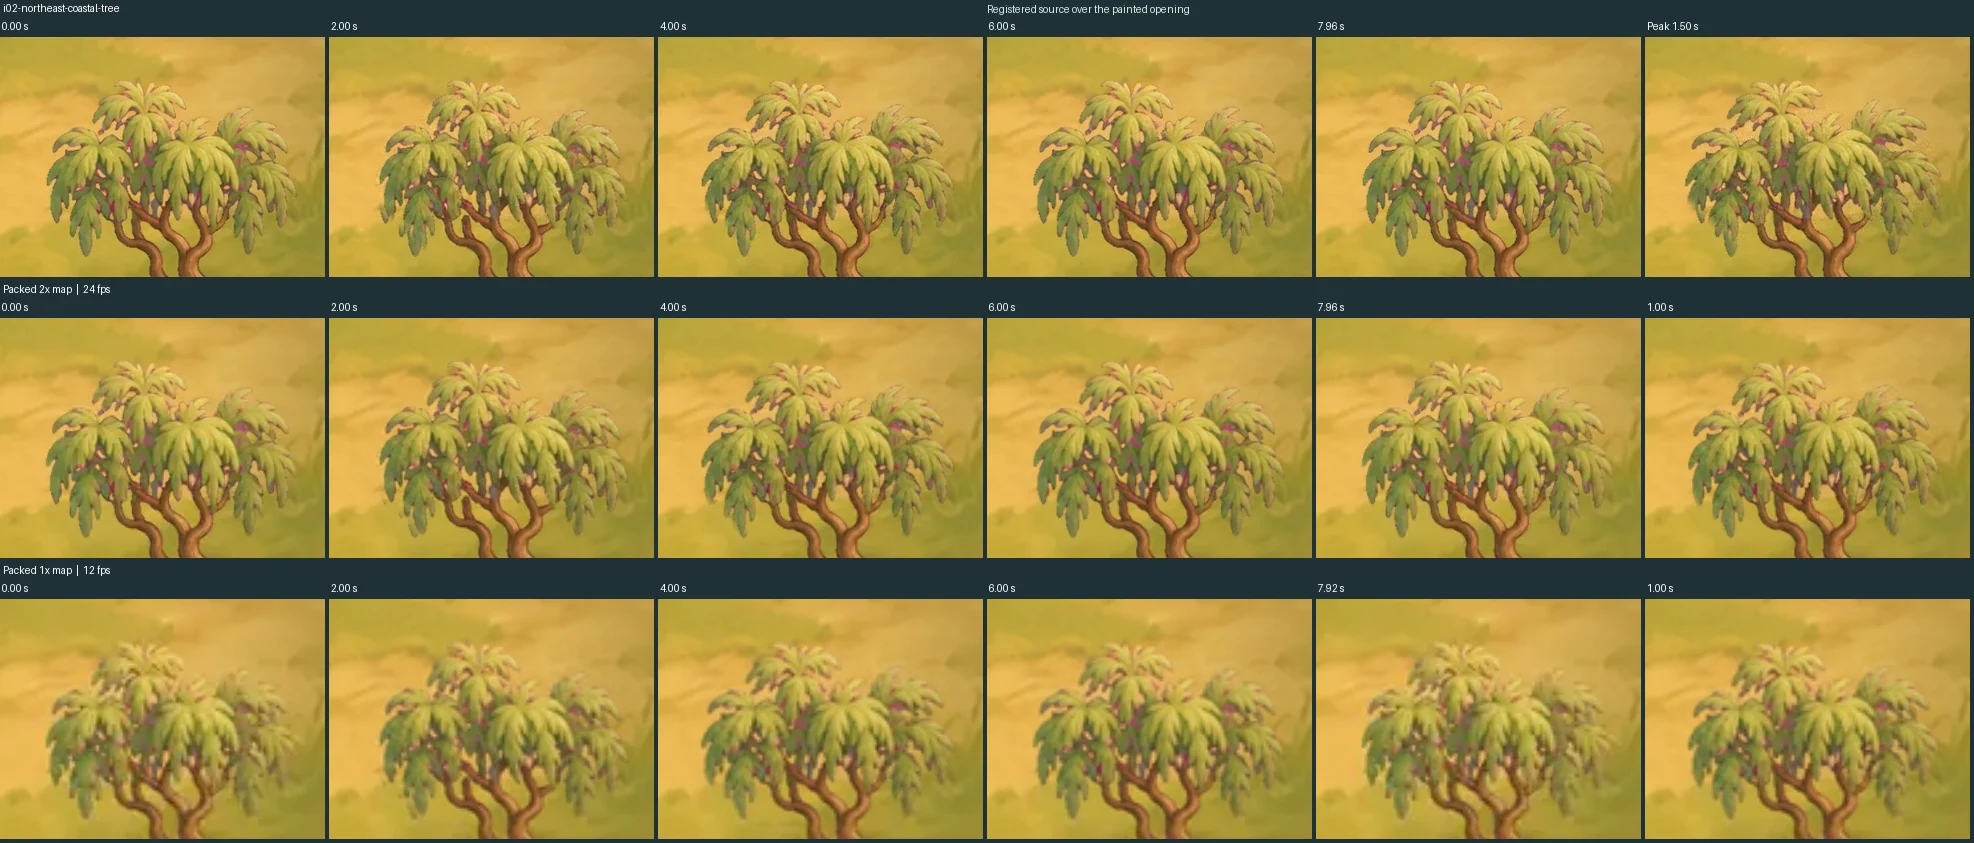 i02-northeast-coastal-tree
Registered source over the painted opening
0.00 s
2.00 s
4.00 s
6.00 s
7.96 s
Peak 1.50 s
Packed 2x map | 24 fps
0.00 s
2.00 s
4.00 s
6.00 s
7.96 s
1.00 s
Packed 1x map | 12 fps
0.00 s
2.00 s
4.00 s
6.00 s
7.92 s
1.00 s